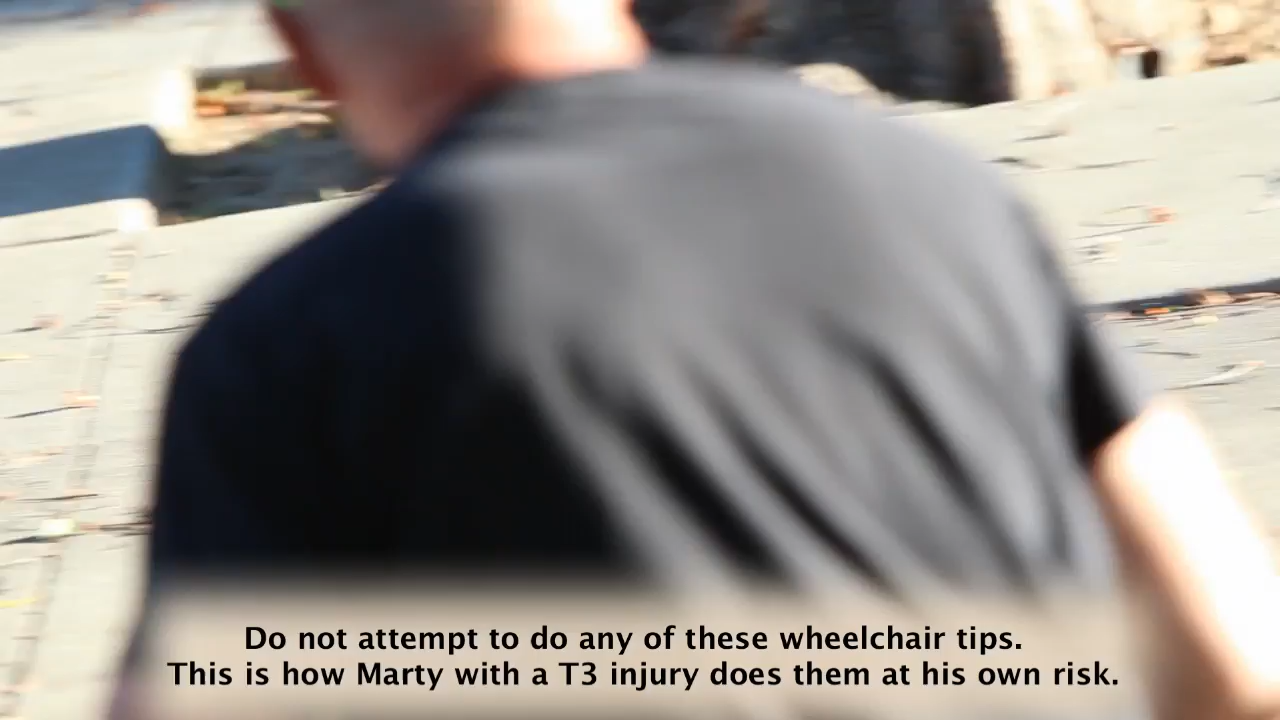 Do not attempt to do any of these wheelchair tips.
This is how Marty with a T3 injury does them at his own risk.